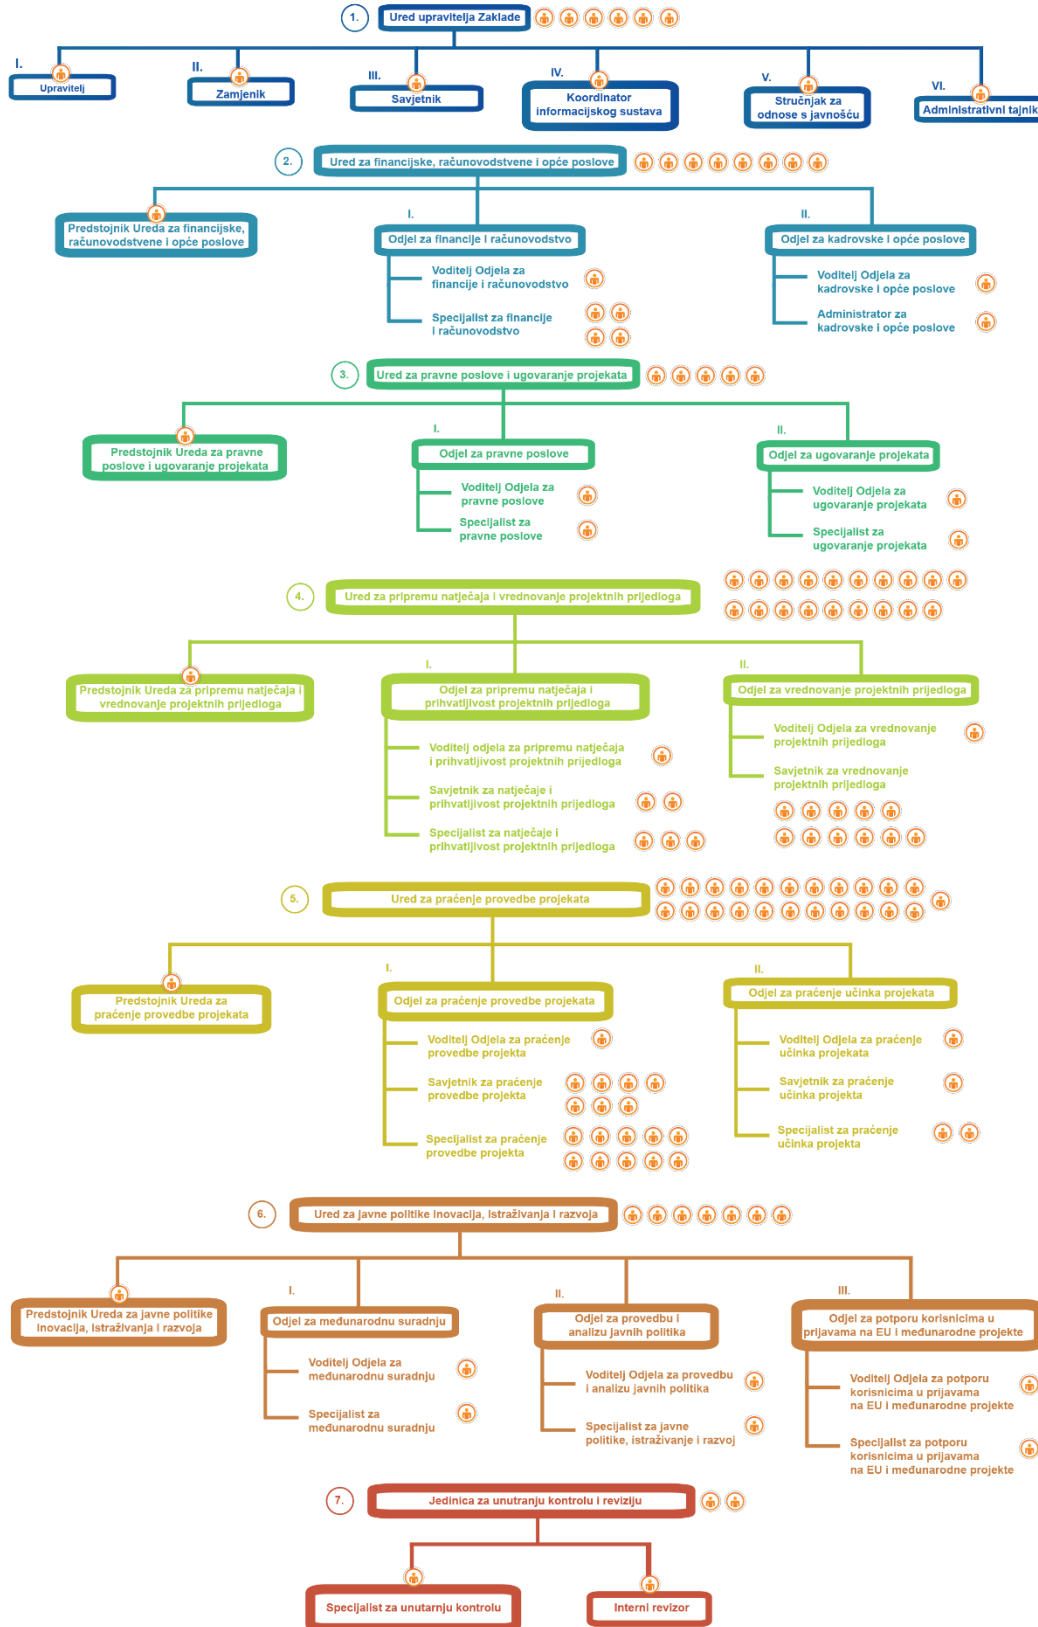 1.
Ured upravitelja Zaklade
I.
Upravitelj
II.
Zamjenik
III.
Savjetnik
IV.
Koordinator
informacijskog sustava
V.
Stručnjak za
odnose s javnošću
VI.
Administrativni tajnik
2.
Ured za financijske, računovodstvene i opće poslove
Predstojnik Ureda za financijske,
računovodstvene i opće poslove
I.
Odjel za financije I računovodstvo
Voditelj Odjela za
financije i računovodstvo
Specijalist za financije
I računovodstvo
II.
Odjel za kadrovske I opće poslove
Voditelj Odjela za
kadrovske i opće poslove
Administrator za
kadrovske i opće poslove
3.
Ured za pravne poslove i ugovaranje projekata
Predstojnik Ureda za pravne
poslove i ugovaranje projekata
I.
Odjel za pravne poslove
Voditelj Odjela za
pravne poslove
Specijalist za
pravne poslove
II.
Odjel za ugovaranje projekata
Voditelj Odjela za
ugovaranje projekata
Specijalist za
ugovaranje projekata
4.
Ured za pripremu natječaja i vrednovanje projektnih prijedloga
Predstojnik Ureda za pripremu natječaja i
vrednovanje projektnih prijedloga
I.
Odjel za pripremu natječaja i
prihvatljivost projektnih prijedloga
Voditelj odjela za pripremu natječaja
i prihvatljivost projektnih prijedloga
Savjetnik za natječaje i
prihvatljivost projektnih prijedloga
Specijalist za natječaje i
prihvatljivost projektnih prijedloga
II.
Odjel za vrednovanje projektnih prijedloga
Voditelj Odjela za vrednovanje
projektnih prijedloga
Savjetnik za vrednovanje
projektnih prijedloga
5.
Ured za praćenje provedbe projekata
Predstojnik Ureda za
praćenje provedbe projekata
I.
Odjel za praćenje provedbe projekata
Voditelj Odjela za praćenje
provedbe projekta
Savjetnik za praćenje
provedbe projekta
Specijalist za praćenje
provedbe projekta
II.
Odjel za praćenje učinka projekata
Voditelj Odjela za praćenje
učinka projekata
Savjetnik za praćenje
učinka projekta
Specijalist za praćenje
učinka projekta
6.
Ured za javne politike Inovacija, Istraživanja I razvoja
Predstojnik Ureda za javne politike
Inovacija, Istraživanja I razvoja
I.
Odjel za međunarodnu suradnju
Voditelj Odjela za
međunarodnu suradnju
Specijalist za
međunarodnu suradnju
II.
Odjel za provedbu i
analizu javnih politika
Voditelj Odjela za provedbu
i analizu javnih politika
Specijalist za javne
politike, istraživanje i razvoj
III.
Odjel za potporu korisnicima u
prijavama na EU i međunarodne projekte
Voditelj Odjela za potporu
korisnicima u prijavama
na EU i međunarodne projekte
Specijalist za potporu
korisnicima u prijavama
na EU i međunarodne projekte
7.
Jedinica za unutranju kontrolu i reviziju
Specijalist za unutarnju kontrolu
Interni revizor